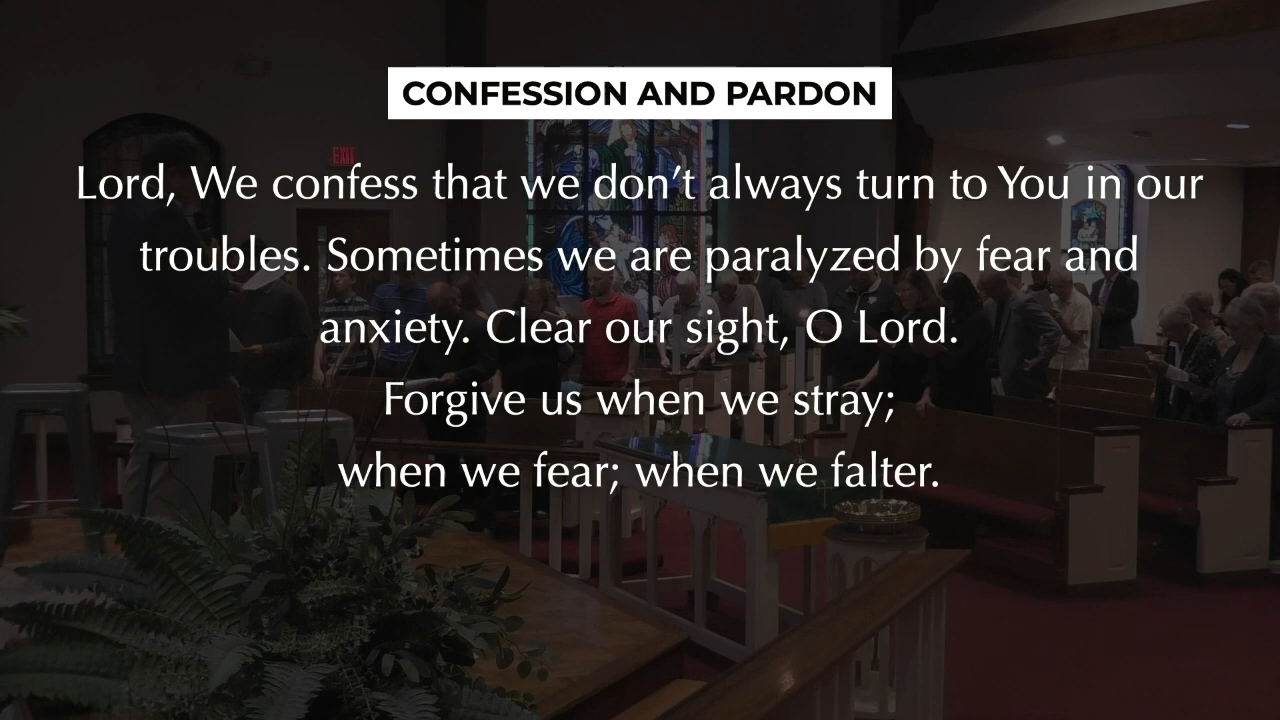 CONFESSION AND PARDON
EXIT
Lord, We confess that we don’t always turn to You in our
troubles. Sometimes we are paralyzed by fear and
anxiety. Clear our sight, O Lord.
Forgive us when we stray;
when we fear; when we falter.